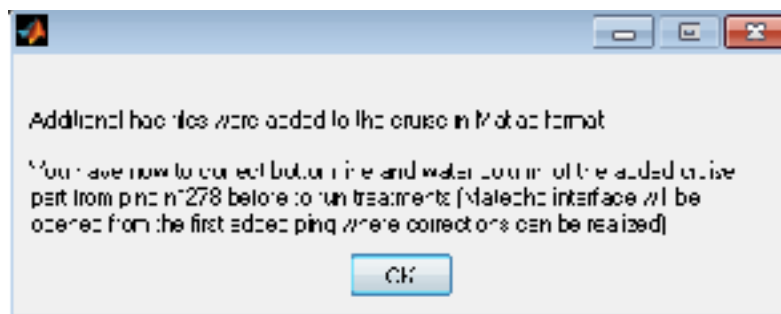 Additional hac files were added to the cruise in Matlab format
You have now to correct bottom line and water column of the added cruise
part from ping n°278 before to run treatments (Matecho interface will be
opened from the first added ping where corrections can be realized)
OK